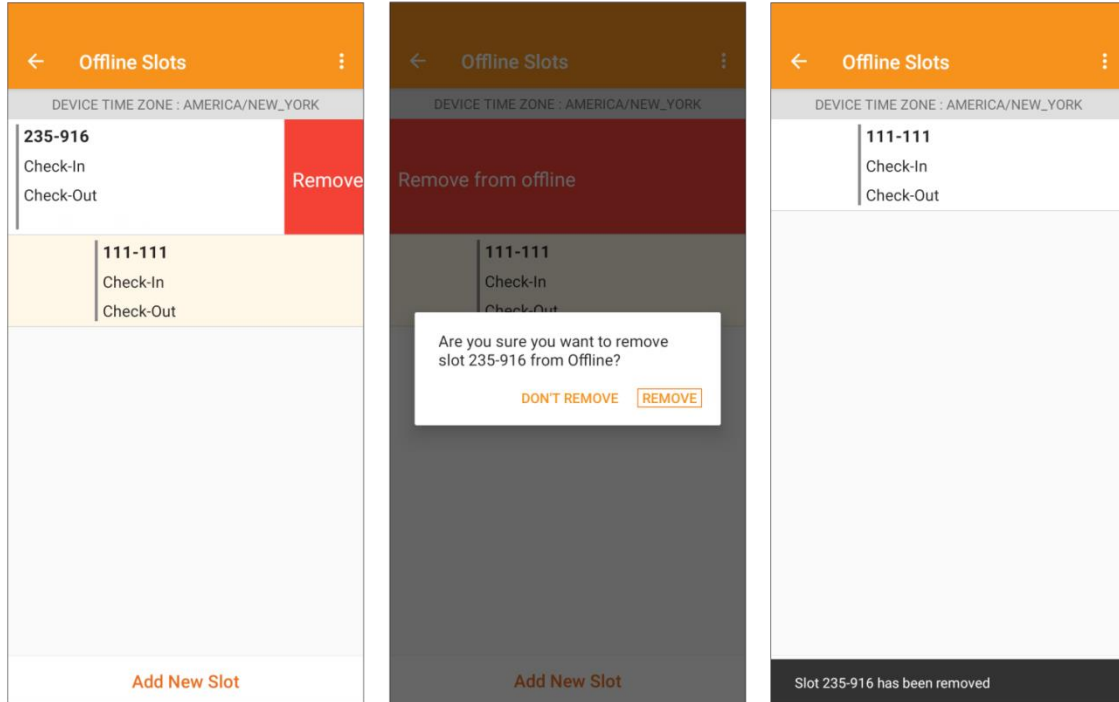 Offline Slots
DEVICE TIME ZONE : AMERICA/NEW_YORK
235-916
Check-In
Check-Out
Remove
111-111
Check-In
Check-Out
Add New Slot
Offline Slots
DEVICE TIME ZONE : AMERICA/NEW_YORK
Remove from offline
111-111
Check-In
Check-Out
Are you sure you want to remove
slot 235-916 from Offline?
DON'T REMOVE REMOVE
Add New Slot
Offline Slots
DEVICE TIME ZONE : AMERICA/NEW_YORK
111-111
Check-In
Check-Out
Slot 235-916 has been removed